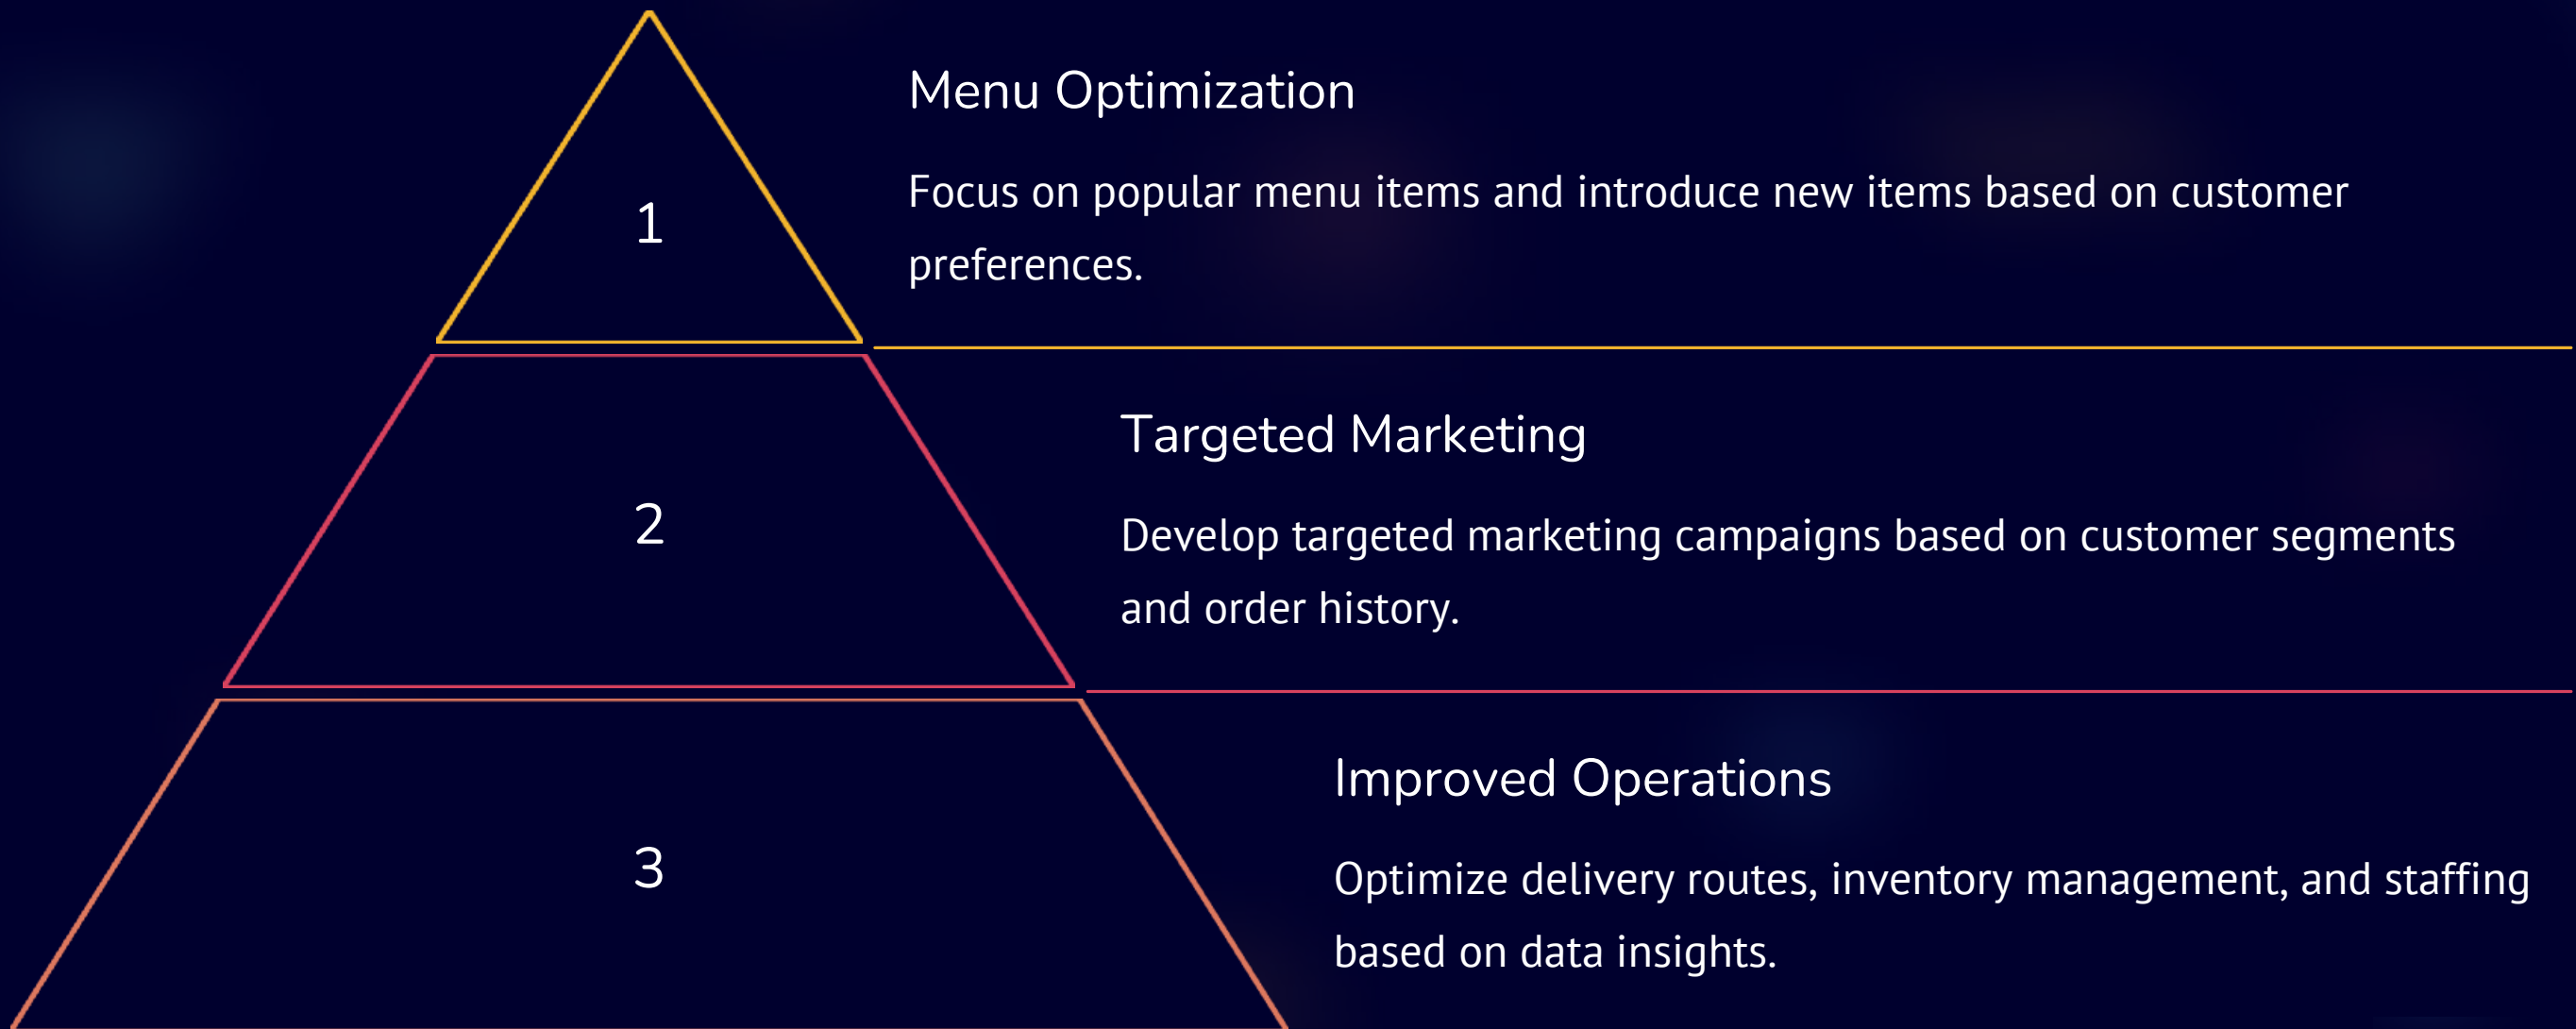 1
Menu Optimization
Focus on popular menu items and introduce new items based on customer
preferences.
2
Targeted Marketing
Develop targeted marketing campaigns based on customer segments
and order history.
3
Improved Operations
Optimize delivery routes, inventory management, and staffing
based on data insights.